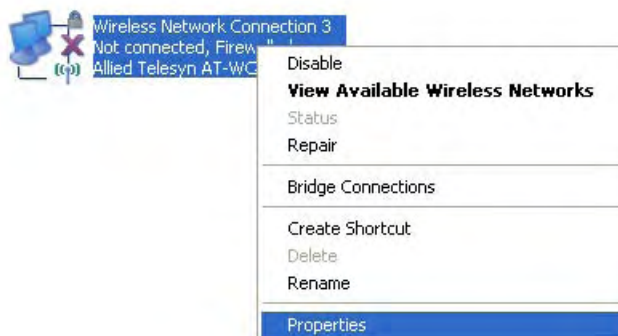 Wireless Network Connection 3
Not connected, Firew
Allied Telesyn AT-WC
Disable
View Available Wireless Networks
Status
Repair
Bridge Connections
Create Shortcut
Delete
Rename
Properties